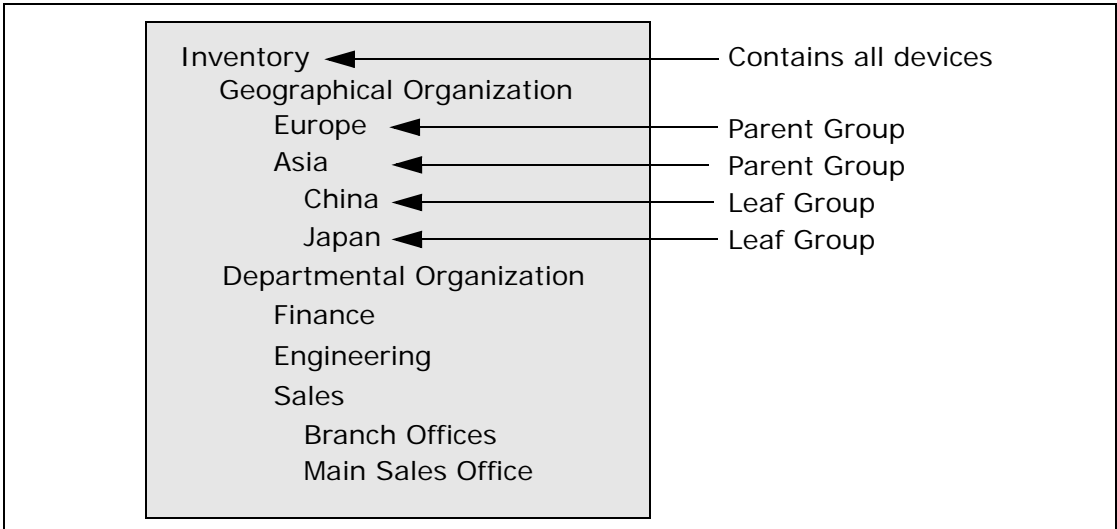 Inventory Contains all devices
Geographical Organization
Europe Parent Group
Asia Parent Group
China Leaf Group
Japan Leaf Group
Departmental Organization
Finance
Engineering
Sales
Branch Offices
Main Sales Office